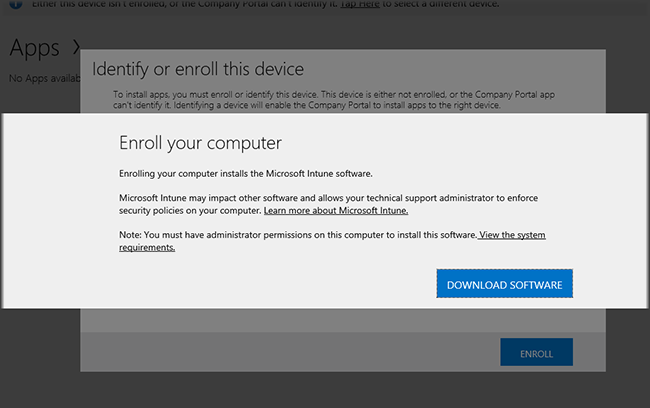 Either this device isn't enrolled, or the Company Portal can't identify it. Tap Here to select a different device.
Apps
No Apps availab
Identify or enroll this device
To install apps, you must enroll or identify this device. This device is either not enrolled, or the Company Portal app
can't identify it. Identifying a device will enable the Company Portal to install apps to the right device.
Enroll your computer
Enrolling your computer installs the Microsoft Intune software.
Microsoft Intune may impact other software and allows your technical support administrator to enforce
security policies on your computer. Learn more about Microsoft Intune.
Note: You must have administrator permissions on this computer to install this software. View the system
requirements.
DOWNLOAD SOFTWARE
ENROLL